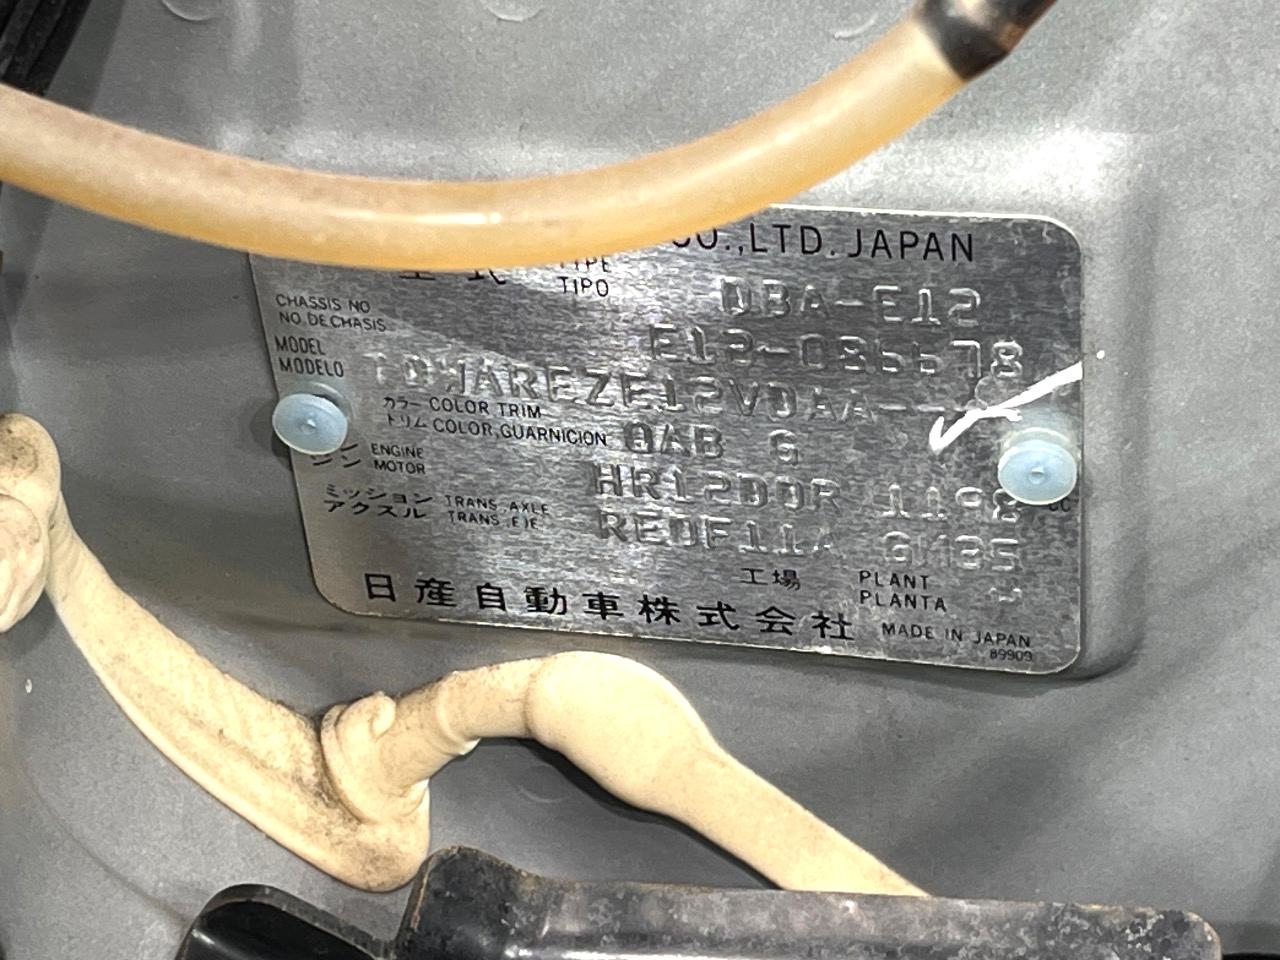 CO.,LTD. JAPAN
型式 TYPE
TIPO
DBA-E12
CHASSIS NO
NO. DE CHASIS
MODEL
MODELO
カラー COLOR TRIM
トリム COLOR,GUARNICION
QAB G
ENGINE
MOTOR
HR12DDR 1198
ミッション TRANS. AXLE
アクスル TRANS. EJE
工場 PLANT
PLANTA
日産自動車株式会社
MADE IN JAPAN
89909